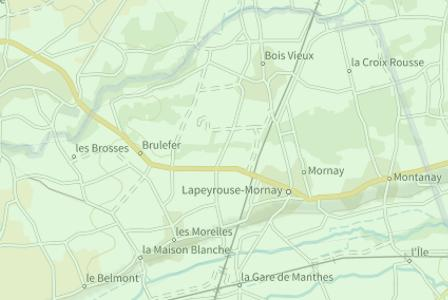 Bois Vieux
la Croix Rousse
les Brosses
Brulefer
Mornay
Montanay
Lapeyrouse-Mornay
les Morelles
la Maison Blanche
l'Île
le Belmont
la Gare de Manthes